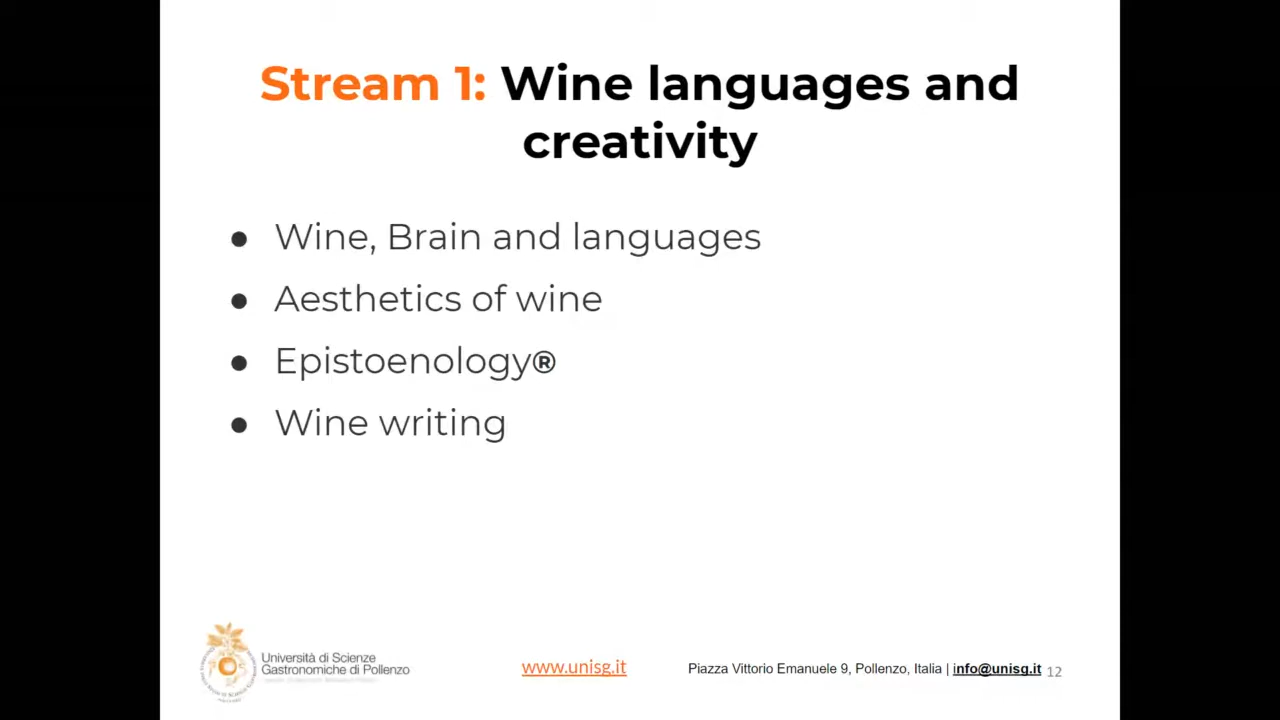 Stream 1: Wine languages and
creativity
● Wine, Brain and languages
● Aesthetics of wine
● Epistoenology®
● Wine writing
Università di Scienze
Gastronomiche di Pollenzo
www.unisg.it
Piazza Vittorio Emanuele 9, Pollenzo, Italia | info@unisg.it 12